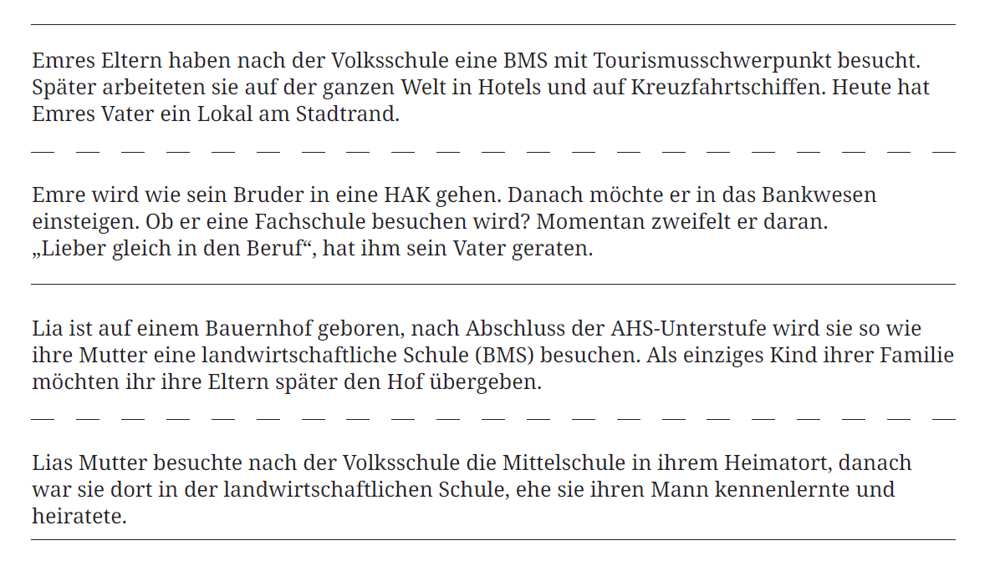 Emres Eltern haben nach der Volksschule eine BMS mit Tourismusschwerpunkt besucht.
Später arbeiteten sie auf der ganzen Welt in Hotels und auf Kreuzfahrtschiffen. Heute hat
Emres Vater ein Lokal am Stadtrand.
Emre wird wie sein Bruder in eine HAK gehen. Danach möchte er in das Bankwesen
einsteigen. Ob er eine Fachschule besuchen wird? Momentan zweifelt er daran.
„Lieber gleich in den Beruf“, hat ihm sein Vater geraten.
Lia ist auf einem Bauernhof geboren, nach Abschluss der AHS-Unterstufe wird sie so wie
ihre Mutter eine landwirtschaftliche Schule (BMS) besuchen. Als einziges Kind ihrer Familie
möchten ihr ihre Eltern später den Hof übergeben.
Lias Mutter besuchte nach der Volksschule die Mittelschule in ihrem Heimatort, danach
war sie dort in der landwirtschaftlichen Schule, ehe sie ihren Mann kennenlernte und
heiratete.